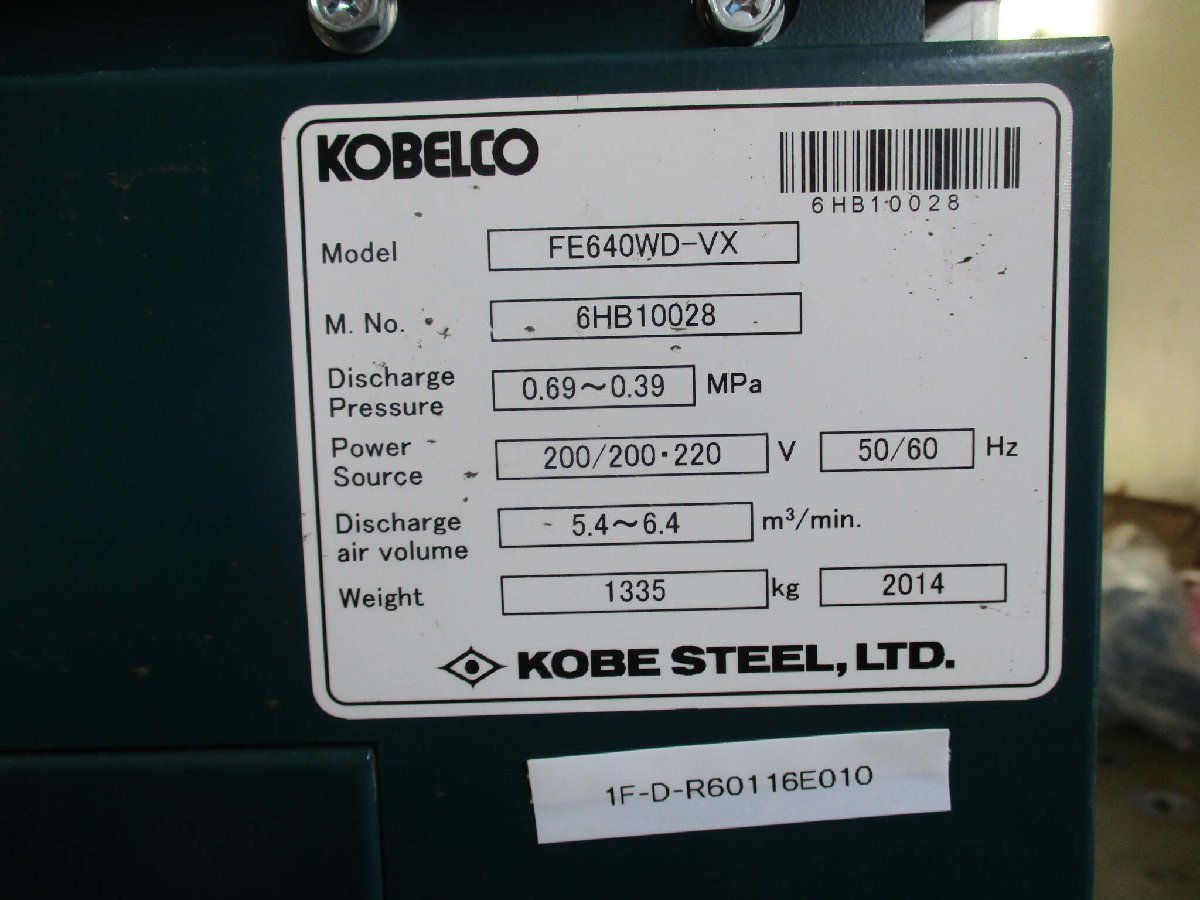 KOBELCO
6HB10028
Model FE640WD-VX
M. No. 6HB10028
Discharge
Pressure 0.69～0.39 MPa
Power
Source 200/200・220 V 50/60 Hz
Discharge
air volume 5.4～6.4 m³/min.
Weight 1335 kg 2014
KOBE STEEL, LTD.
1F-D-R60116E010